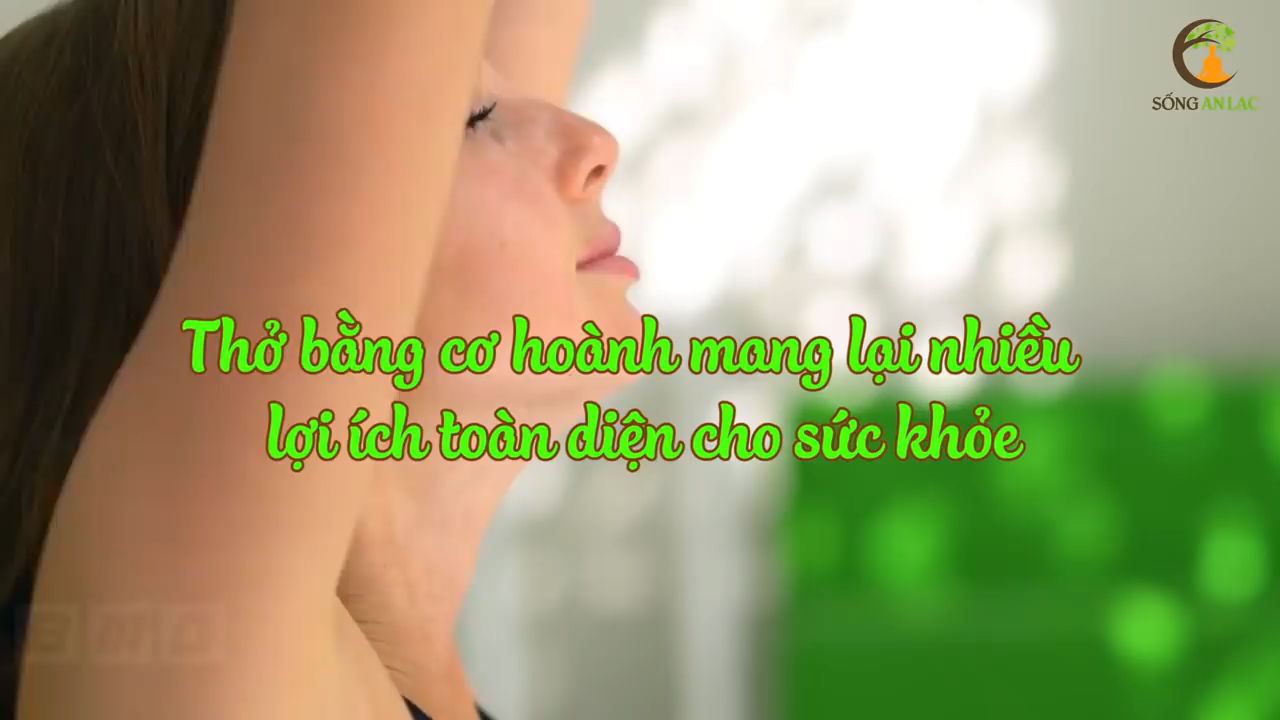 SỐNG AN LẠC
Thở bằng cơ hoành mang lại nhiều
lợi ích toàn diện cho sức khỏe